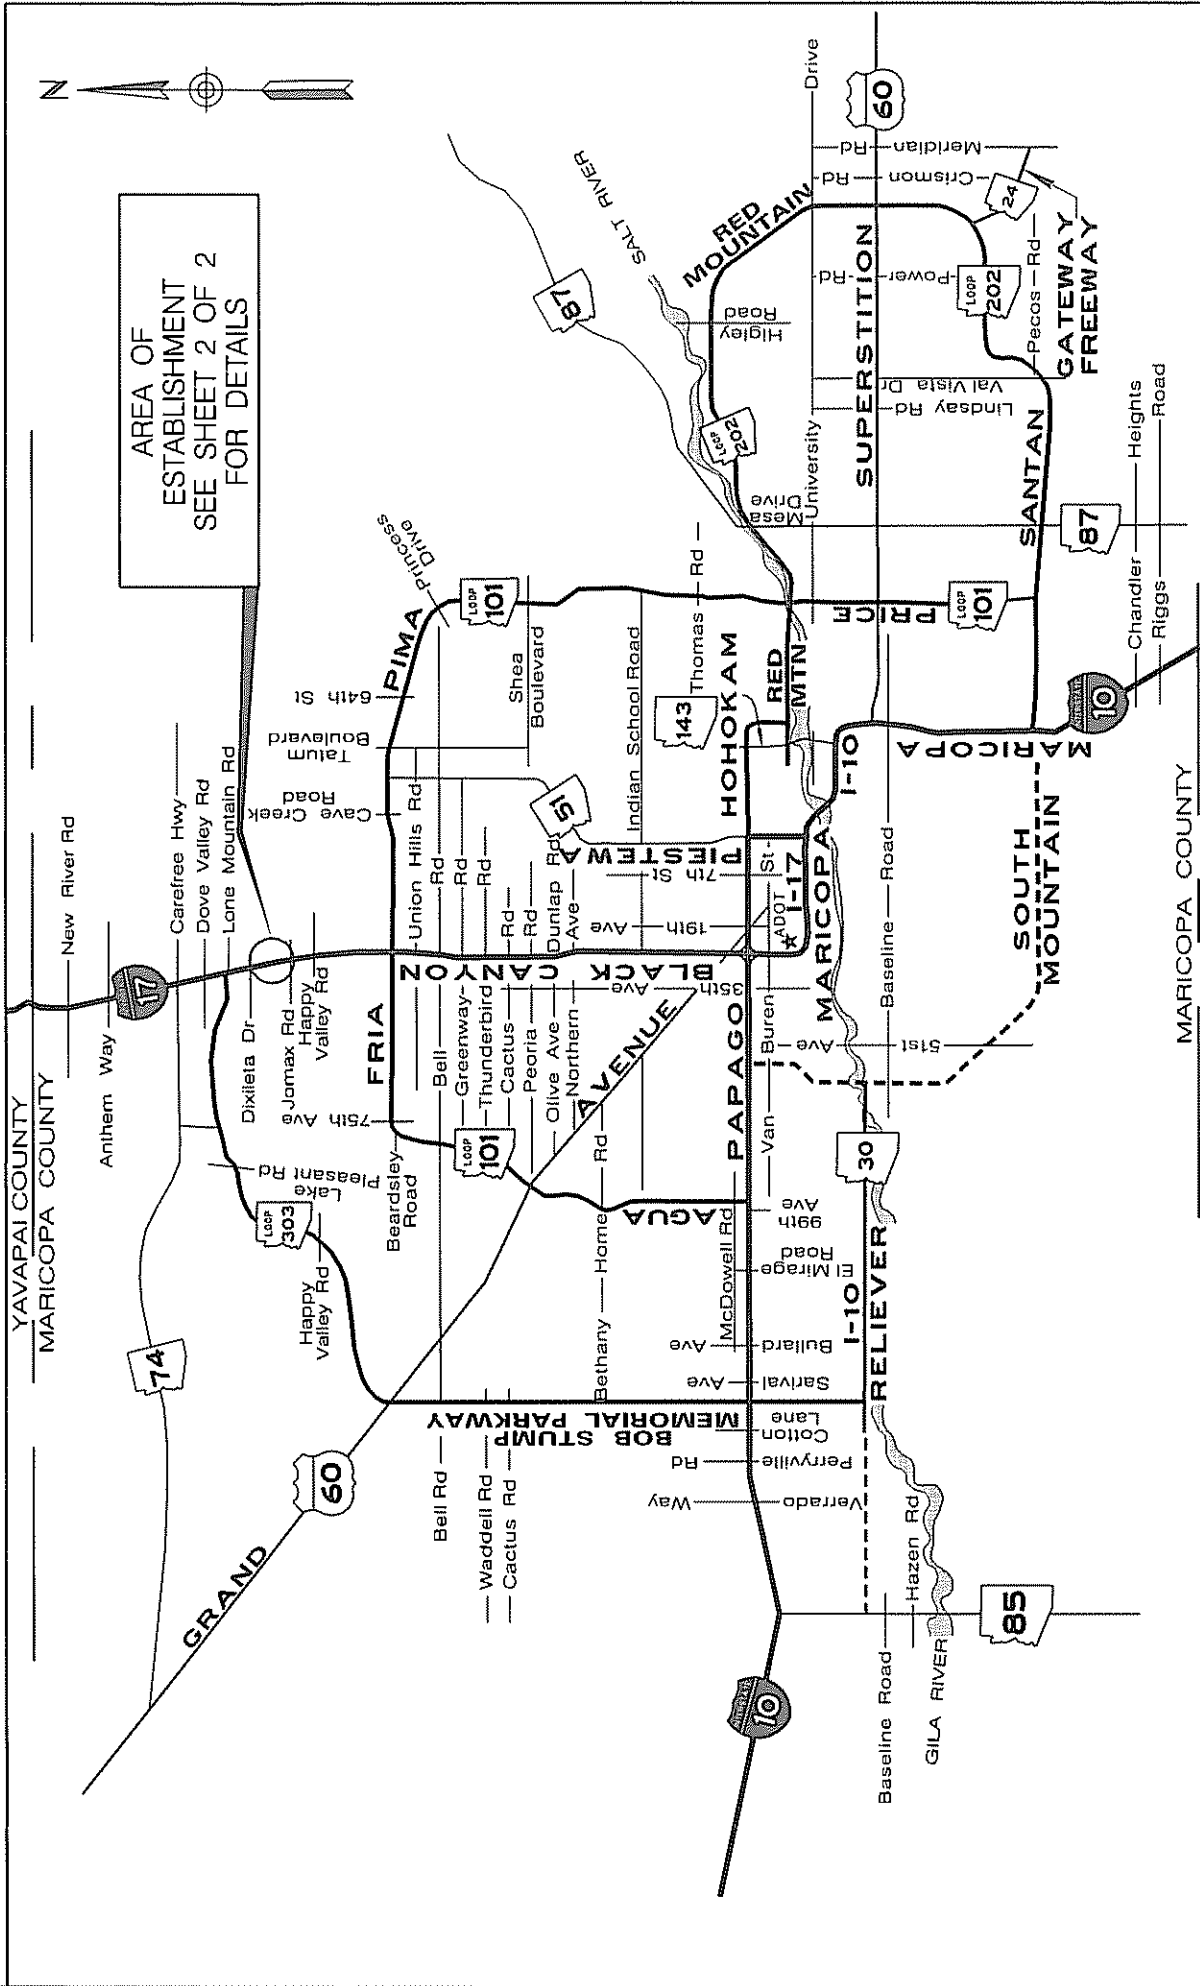 YAVAPAI COUNTY
MARICOPA COUNTY
N
AREA OF
ESTABLISHMENT
SEE SHEET 2 OF 2
FOR DETAILS
New River Rd
Anthem Way
17
Carefree Hwy
Dove Valley Rd
Lone Mountain Rd
74
Dixileta Dr
Jomax Rd
Happy
Valley Rd
Lake
Pleasant Rd
LOOP
303
Happy
Valley Rd
GRAND
60
75th Ave
FRIA
Beardsley
Road
Cave Creek
Road
Tatum
Boulevard
64th St
PIMA
Princess
Drive
Union Hills Rd
Bell Rd
Bell
Rd
Greenway
Rd
Thunderbird
Rd
Waddell Rd
Cactus Rd
Cactus
Rd
Peoria
Rd
Olive Ave
Dunlap Rd
Northern
Ave
LOOP
101
LOOP
101
Shea
Boulevard
51
87
SALT RIVER
BLACK CANYON
AVENUE
35th Ave
19th Ave
7th St
PIESTEWA
Indian School Road
Bethany Home Rd
BOB STUMP
MEMORIAL PARKWAY
AGUA
Thomas Rd
143
HOHOKAM
RED
MTN
LOOP
202
RED
MOUNTAIN
Higley
Road
Mesa
Drive
University
Drive
McDowell Rd
PAPAGO
Van
Buren
St
ADOT
I-17
MARICOPA
I-10
10
Verrado
Way
Perryville
Rd
Cotton
Lane
Sarival
Ave
Bullard
Ave
El Mirage
Road
99th
Ave
51st
Ave
30
I-10
RELIEVER
PRICE
LOOP
101
SUPERSTITION
60
Lindsay Rd
Val Vista Dr
Power
Rd
Crismon
Rd
Meridian
Rd
LOOP
202
24
Pecos Rd
GATEWAY
FREEWAY
SANTAN
Baseline Road
Baseline Road
Hazen Rd
GILA RIVER
85
SOUTH
MOUNTAIN
MARICOPA
10
87
Chandler
Heights
Riggs
Road
MARICOPA COUNTY